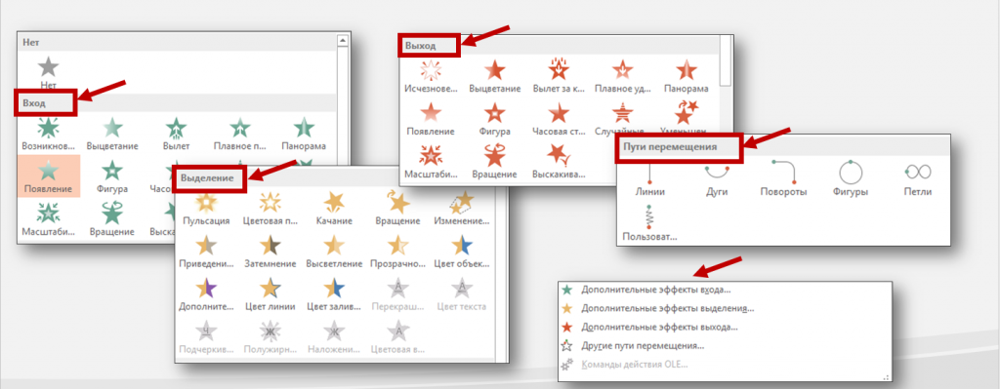 Нет
Нет
Вход
Возникнов... Выцветание Вылет Плавное п... Панорама
Появление Фигура
Масштаби... Вращение
Выделение
Пульсация Цветовая п... Качание Вращение Изменение...
Приведени... Затемнение Высветление Прозрачно... Цвет объек...
Дополните... Цвет линии Цвет залив... Перекраш... Цвет текста
Подчеркив... Полужирн... Наложени... Цветовая в...
Выход
Исчезнове... Выцветание Вылет за к... Плавное уд... Панорама
Появление Фигура Часовая ст... Случайные Уменьшен...
Масштаби... Вращение Выскакива...
Пути перемещения
Линии Дуги Повороты Фигуры Петли
Пользоват...
Дополнительные эффекты входа...
Дополнительные эффекты выделения...
Дополнительные эффекты выхода...
Другие пути перемещения...
Команды действия OLE...